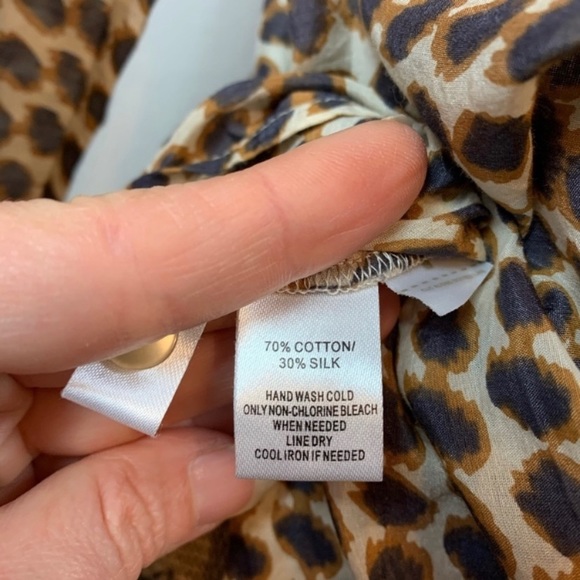 70% COTTON/
30% SILK
HAND WASH COLD
ONLY NON-CHLORINE BLEACH
WHEN NEEDED
LINE DRY
COOL IRON IF NEEDED